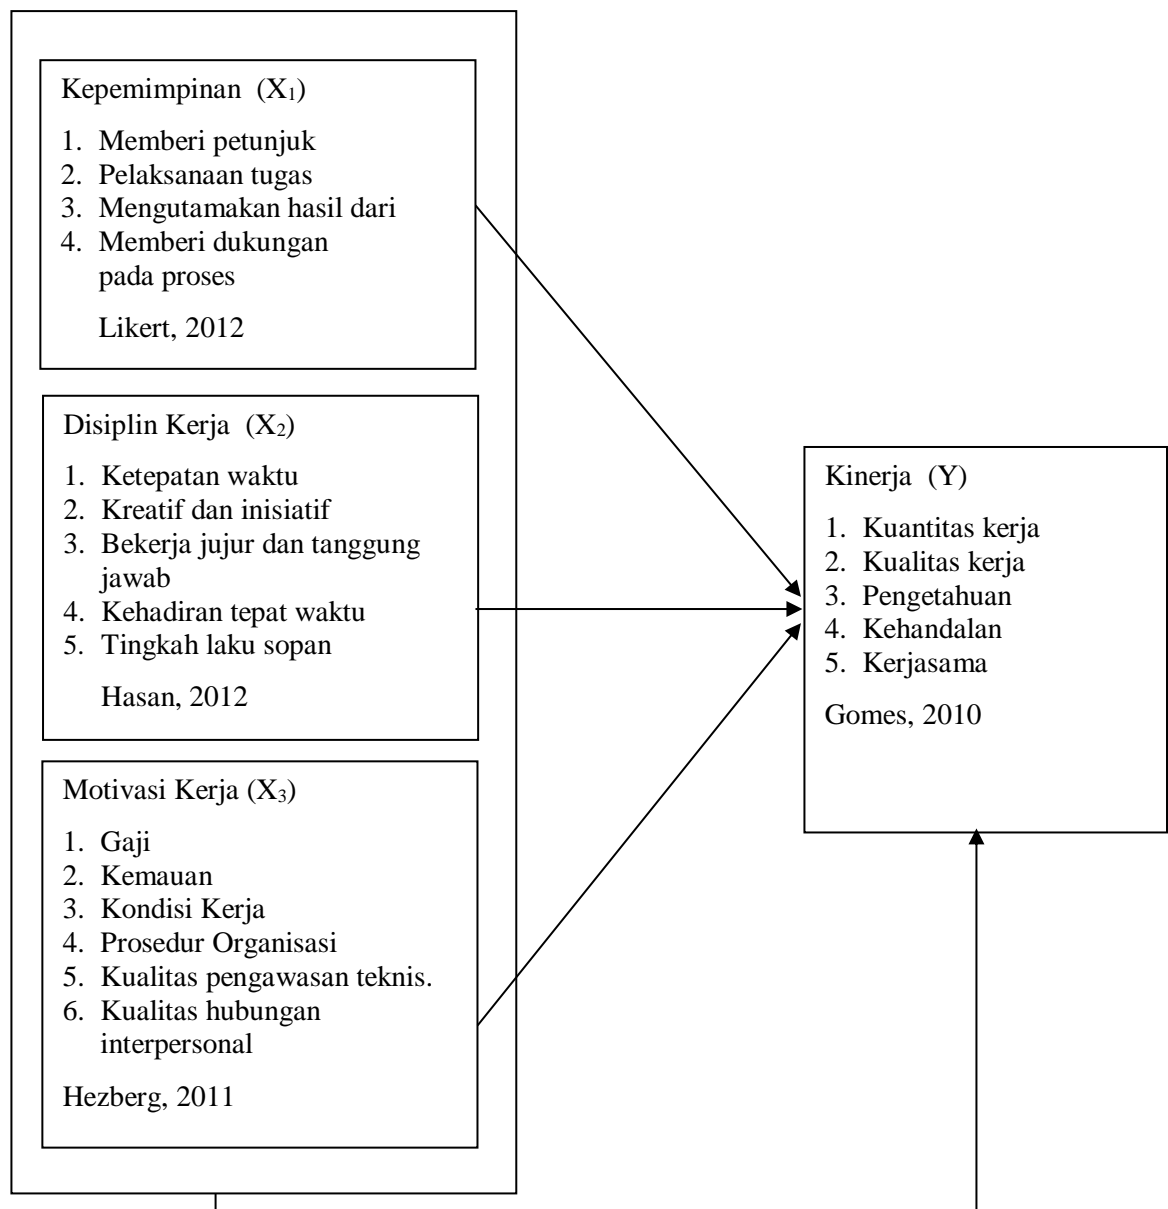 Kepemimpinan (X₁)
1. Memberi petunjuk
2. Pelaksanaan tugas
3. Mengutamakan hasil dari
4. Memberi dukungan
pada proses
Likert, 2012
Disiplin Kerja (X₂)
1. Ketepatan waktu
2. Kreatif dan inisiatif
3. Bekerja jujur dan tanggung
jawab
4. Kehadiran tepat waktu
5. Tingkah laku sopan
Hasan, 2012
Motivasi Kerja (X₃)
1. Gaji
2. Kemauan
3. Kondisi Kerja
4. Prosedur Organisasi
5. Kualitas pengawasan teknis.
6. Kualitas hubungan
interpersonal
Hezberg, 2011
Kinerja (Y)
1. Kuantitas kerja
2. Kualitas kerja
3. Pengetahuan
4. Kehandalan
5. Kerjasama
Gomes, 2010